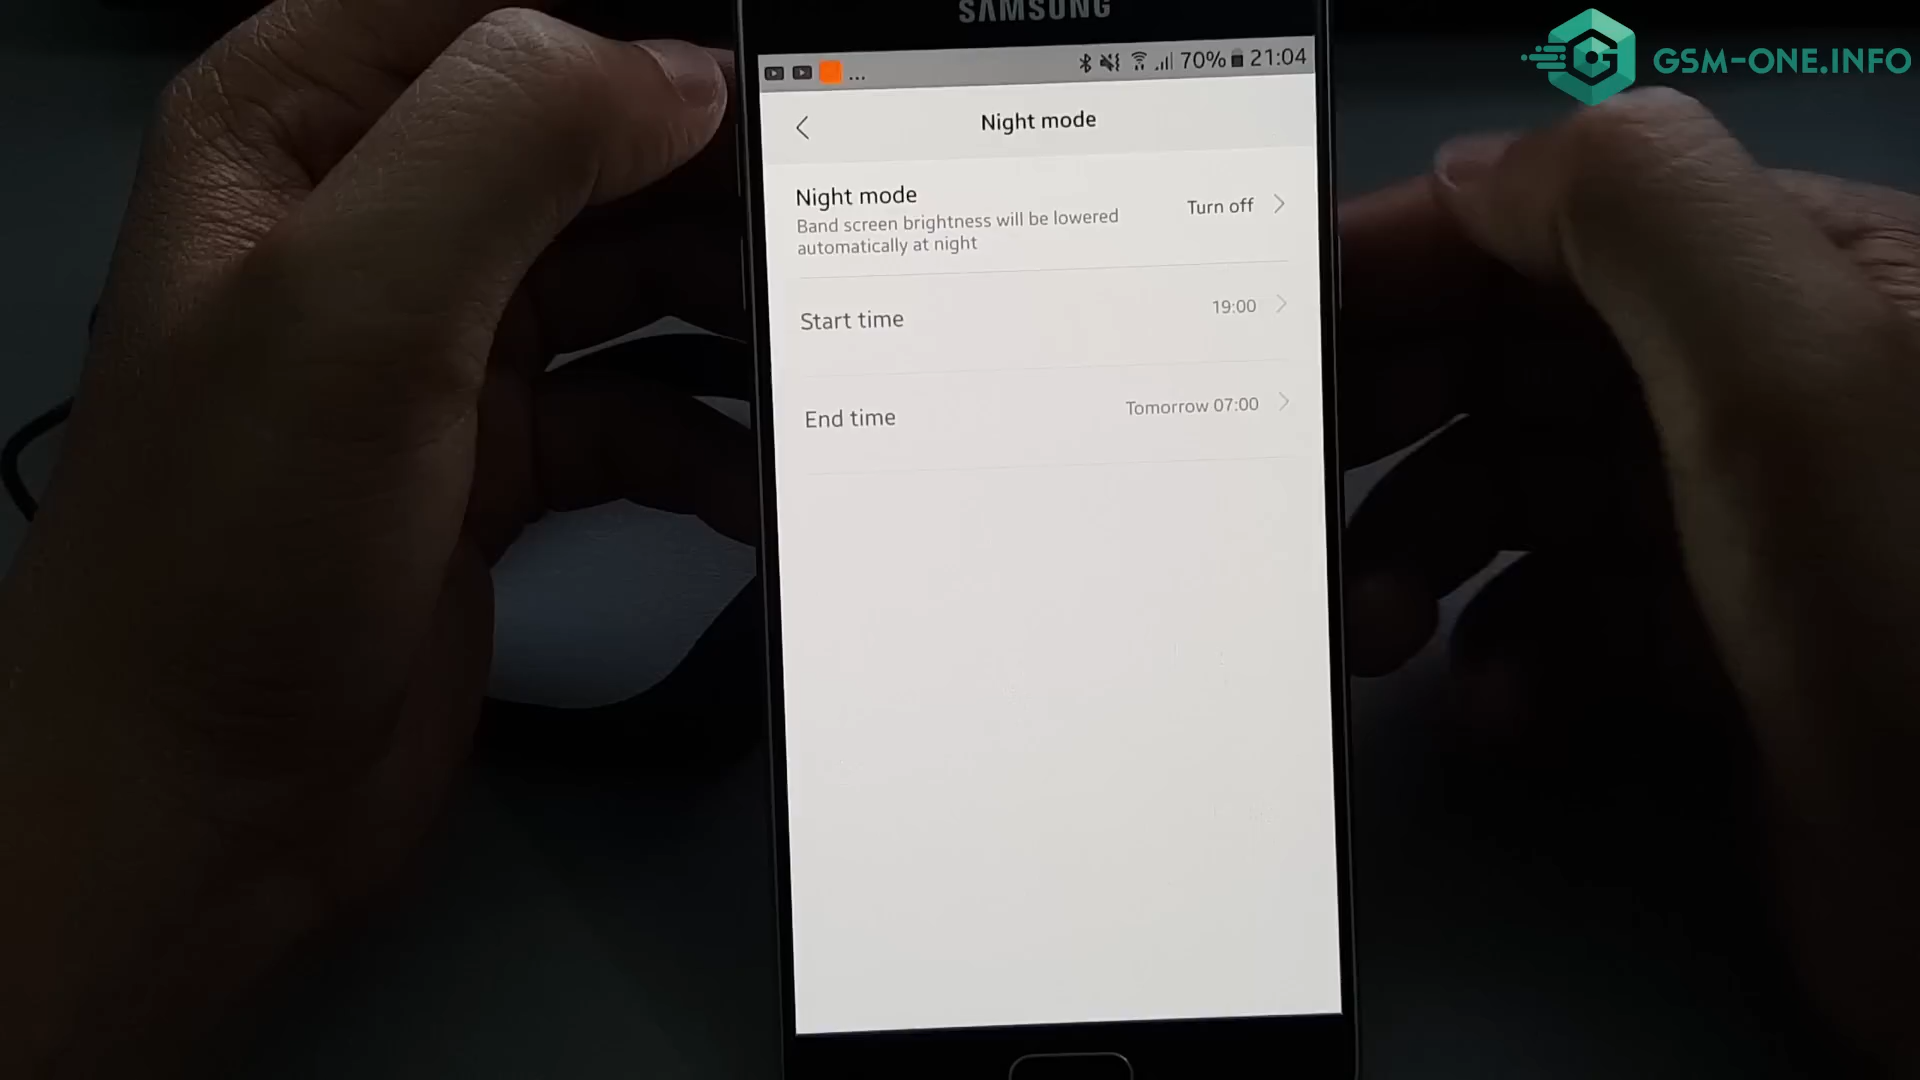 SAMSUNG
GSM-ONE.INFO
... 70% 21:04
Night mode
Night mode
Band screen brightness will be lowered
automatically at night
Turn off
Start time
19:00
End time
Tomorrow 07:00